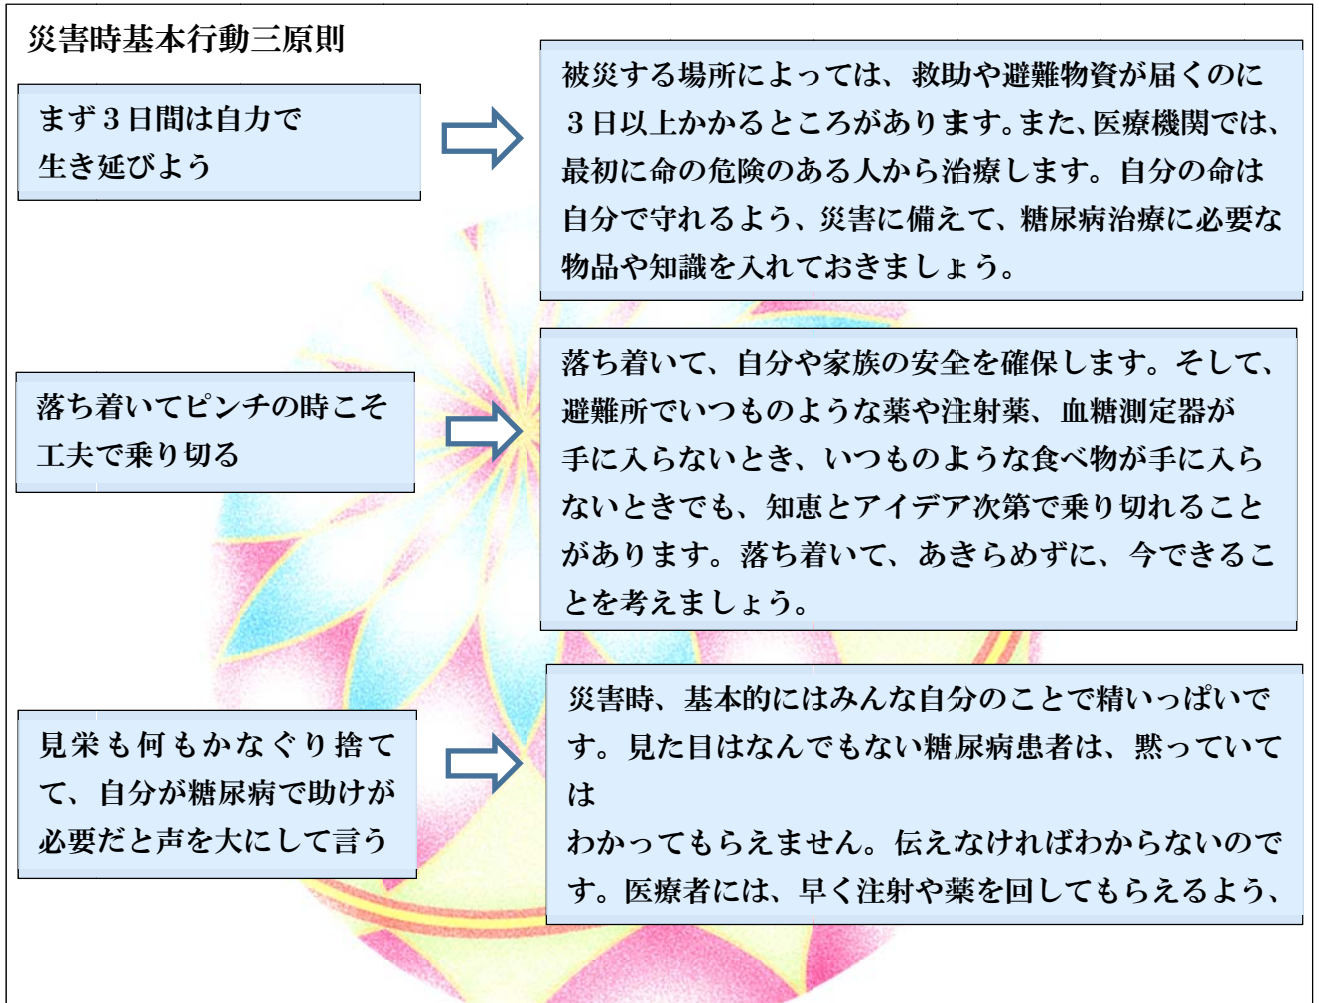 災害時基本行動三原則
まず３日間は自力で
生き延びよう
被災する場所によっては、救助や避難物資が届くのに
３日以上かかるところがあります。また、医療機関では、
最初に命の危険のある人から治療します。自分の命は
自分で守れるよう、災害に備えて、糖尿病治療に必要な
物品や知識を入れておきましょう。
落ち着いてピンチの時こそ
工夫で乗り切る
落ち着いて、自分や家族の安全を確保します。そして、
避難所でいつものような薬や注射薬、血糖測定器が
手に入らないとき、いつものような食べ物が手に入ら
ないときでも、知恵とアイデア次第で乗り切れること
があります。落ち着いて、あきらめずに、今できるこ
とを考えましょう。
見栄も何もかなぐり捨て
て、自分が糖尿病で助けが
必要だと声を大にして言う
災害時、基本的にはみんな自分のことで精いっぱいで
す。見た目はなんでもない糖尿病患者は、黙っていて
は
わかってもらえません。伝えなければわからないので
す。医療者には、早く注射や薬を回してもらえるよう、